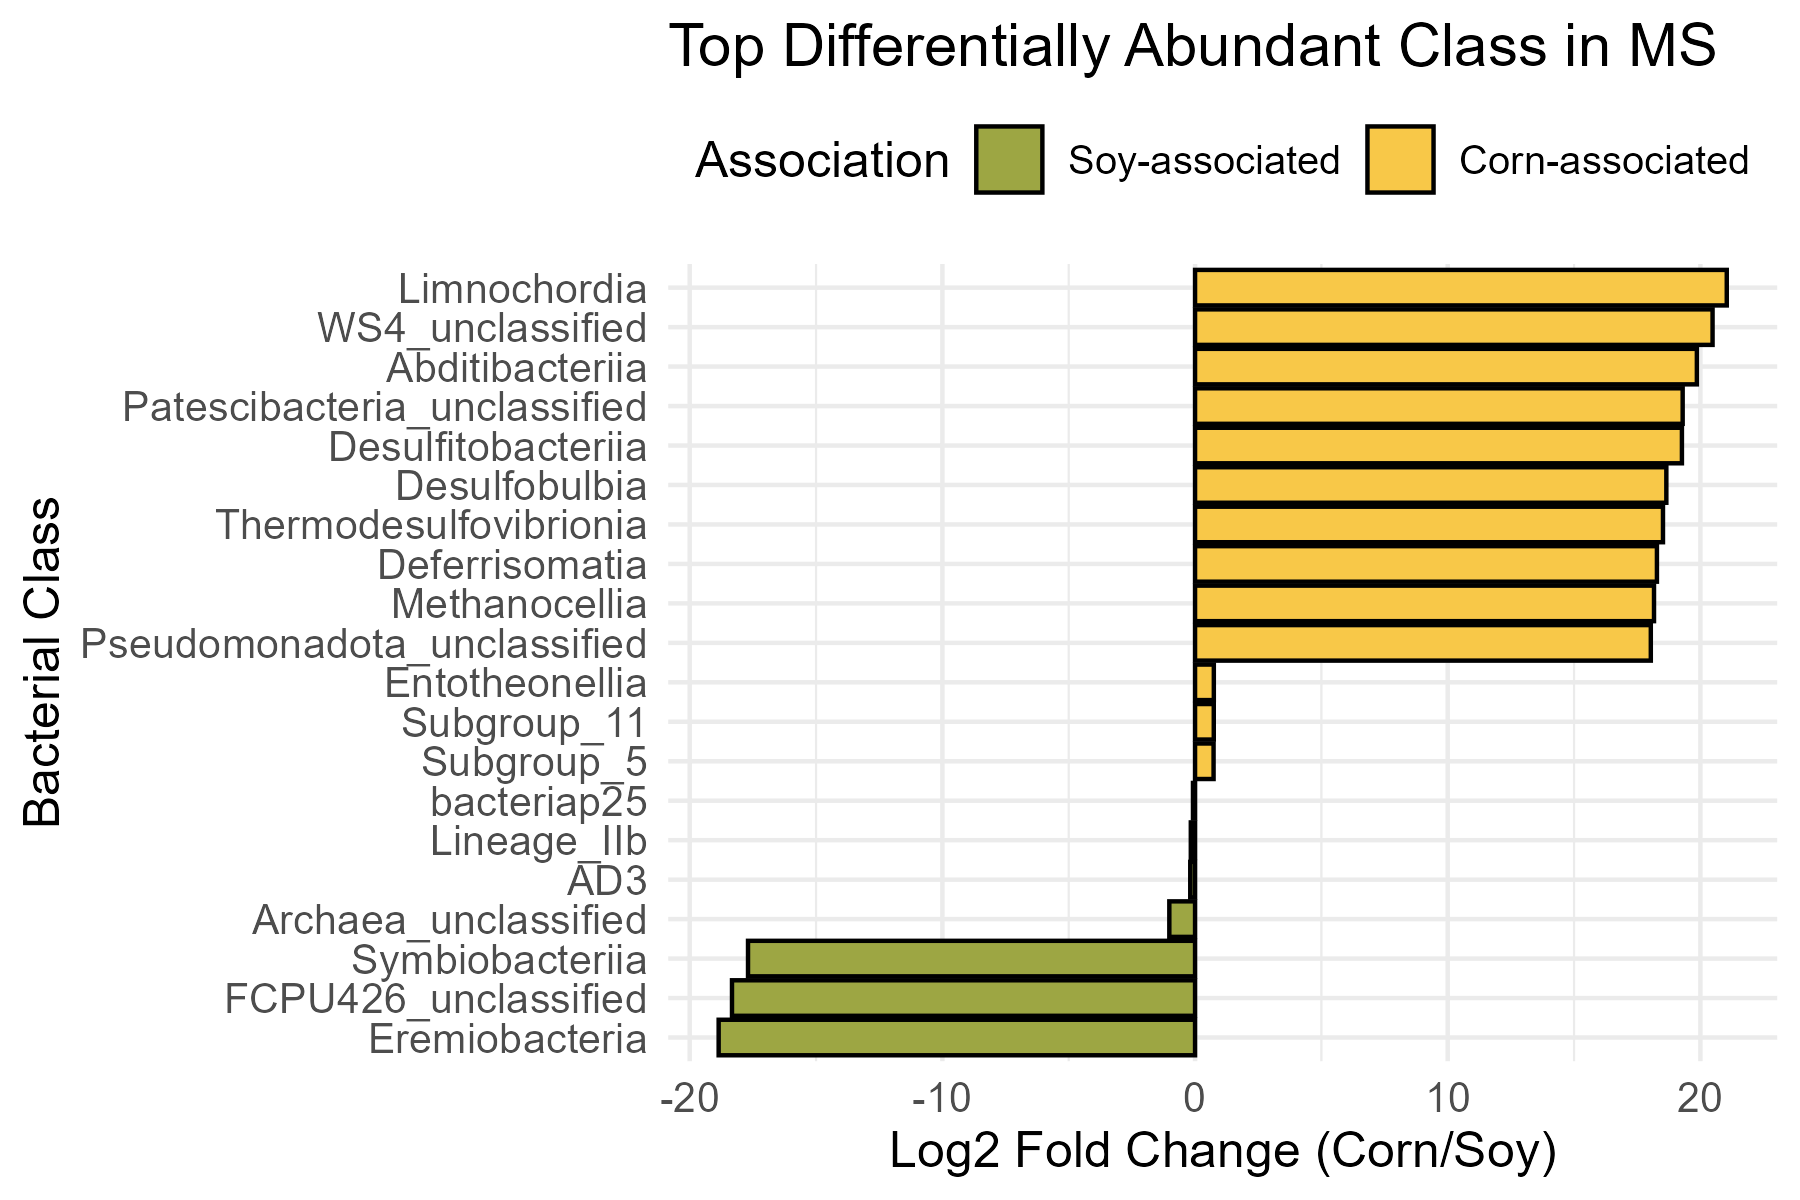 Top Differentially Abundant Class in MS
Association Soy-associated Corn-associated
Bacterial Class
Limnochordia
WS4_unclassified
Abditibacteriia
Patescibacteria_unclassified
Desulfitobacteriia
Desulfobulbia
Thermodesulfovibrionia
Deferrisomatia
Methanocellia
Pseudomonadota_unclassified
Entotheonellia
Subgroup_11
Subgroup_5
bacteriap25
Lineage_IIb
AD3
Archaea_unclassified
Symbiobacteriia
FCPU426_unclassified
Eremiobacteria
-20 -10 0 10 20
Log2 Fold Change (Corn/Soy)